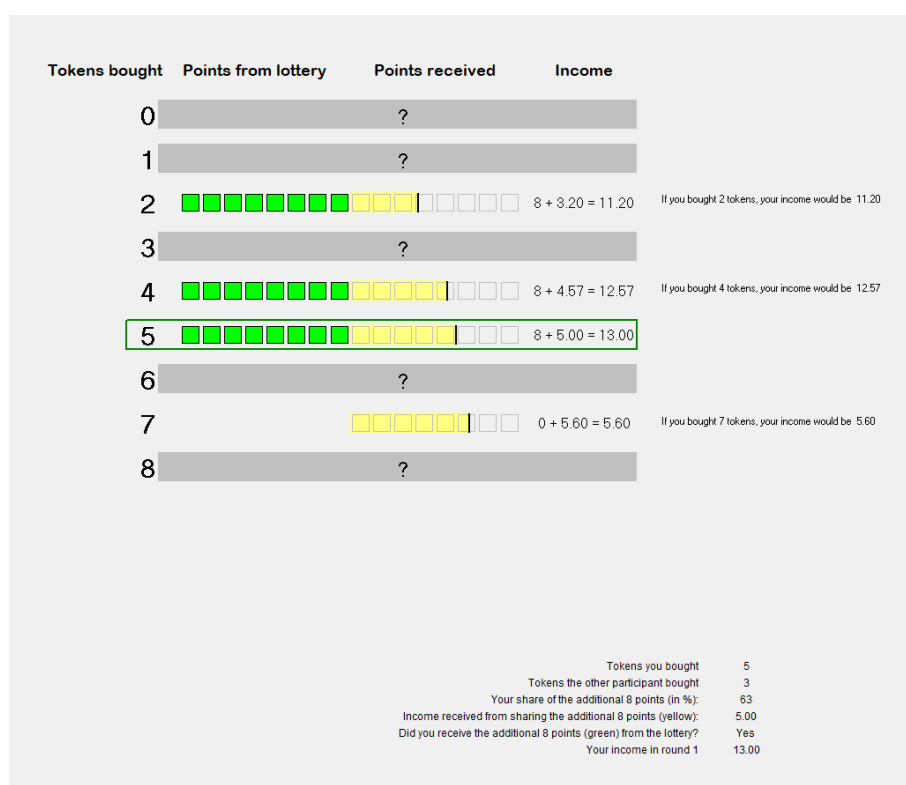 Tokens bought Points from lottery Points received Income
0 ?
1 ?
2 8 + 3.20 = 11.20 If you bought 2 tokens, your income would be 11.20
3 ?
4 8 + 4.57 = 12.57 If you bought 4 tokens, your income would be 12.57
5 8 + 5.00 = 13.00
6 ?
7 0 + 5.60 = 5.60 If you bought 7 tokens, your income would be 5.60
8 ?
Tokens you bought 5
Tokens the other participant bought 3
Your share of the additional 8 points (in %): 63
Income received from sharing the additional 8 points (yellow): 5.00
Did you receive the additional 8 points (green) from the lottery? Yes
Your income in round 1 13.00